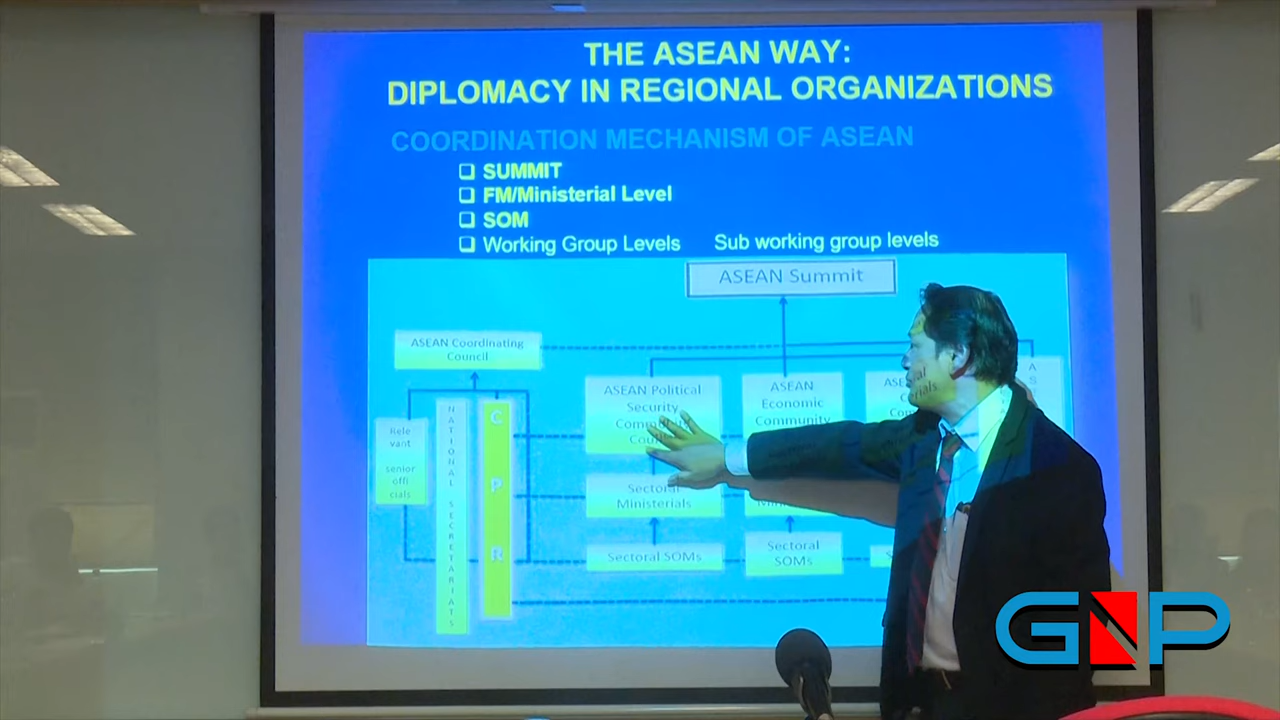 THE ASEAN WAY:
DIPLOMACY IN REGIONAL ORGANIZATIONS
COORDINATION MECHANISM OF ASEAN
SUMMIT
FM/Ministerial Level
SOM
Working Group Levels Sub working group levels
ASEAN Summit
ASEAN Coordinating
Council
Rele
vant
senior
offi
cials
NATIONAL SECRETARIATS
C
P
R
ASEAN Political
Security
ASEAN
Economic
Community
Sectoral
Ministerials
Sectoral SOMs
Sectoral
SOMs
GNP